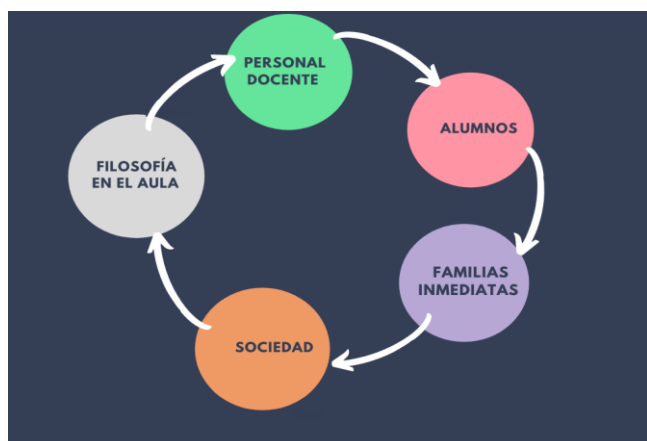 PERSONAL
DOCENTE
ALUMNOS
FAMILIAS
INMEDIATAS
SOCIEDAD
FILOSOFÍA
EN EL AULA